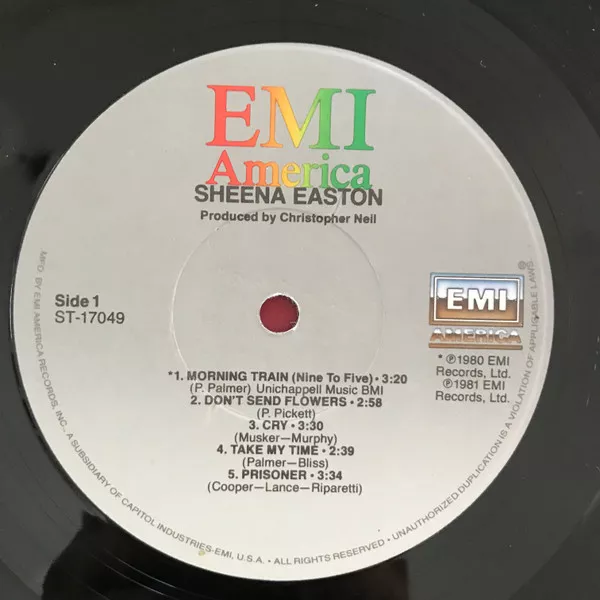 EMI
America
SHEENA EASTON
Produced by Christopher Neil
Side 1
ST-17049
EMI
AMERICA
*℗1980 EMI
Records, Ltd.
℗1981 EMI
Records, Ltd.
*1. MORNING TRAIN (Nine To Five) • 3:20
(P. Palmer) Unichappell Music BMI
2. DON'T SEND FLOWERS • 2:58
(P. Pickett)
3. CRY • 3:30
(Musker—Murphy)
4. TAKE MY TIME • 2:39
(Palmer—Bliss)
5. PRISONER • 3:34
(Cooper—Lance—Riparetti)
MF'D. BY EMI AMERICA RECORDS, INC., A SUBSIDIARY OF CAPITOL INDUSTRIES-EMI, U.S.A. • ALL RIGHTS RESERVED. • UNAUTHORIZED DUPLICATION IS A VIOLATION OF APPLICABLE LAWS.